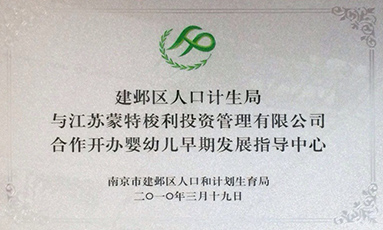 建邺区人口计生局
与江苏蒙特梭利投资管理有限公司
合作开办婴幼儿早期发展指导中心
南京市建邺区人口和计划生育局
二〇一〇年三月十九日